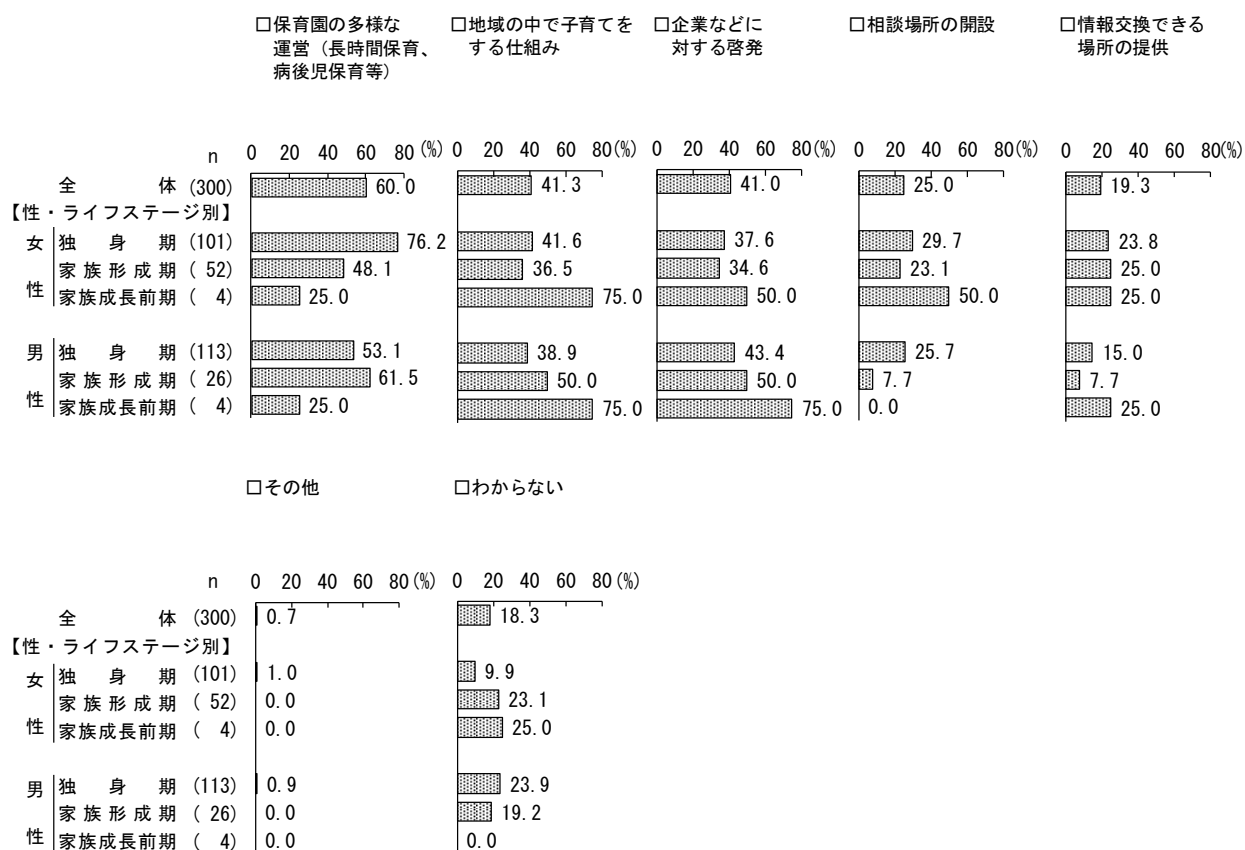 □保育園の多様な
運営（長時間保育、
病後児保育等）
□地域の中で子育てを
する仕組み
□企業などに
対する啓発
□相談場所の開設
□情報交換できる
場所の提供
n 0 20 40 60 80(%) 0 20 40 60 80(%) 0 20 40 60 80(%) 0 20 40 60 80(%) 0 20 40 60 80(%)
全体 (300) 60.0 41.3 41.0 25.0 19.3
【性・ライフステージ別】
女性
独身期 (101) 76.2 41.6 37.6 29.7 23.8
家族形成期 ( 52) 48.1 36.5 34.6 23.1 25.0
家族成長前期 ( 4) 25.0 75.0 50.0 50.0 25.0
男性
独身期 (113) 53.1 38.9 43.4 25.7 15.0
家族形成期 ( 26) 61.5 50.0 50.0 7.7 7.7
家族成長前期 ( 4) 25.0 75.0 75.0 0.0 25.0
□その他
□わからない
n 0 20 40 60 80(%) 0 20 40 60 80(%)
全体 (300) 0.7 18.3
【性・ライフステージ別】
女性
独身期 (101) 1.0 9.9
家族形成期 ( 52) 0.0 23.1
家族成長前期 ( 4) 0.0 25.0
男性
独身期 (113) 0.9 23.9
家族形成期 ( 26) 0.0 19.2
家族成長前期 ( 4) 0.0 0.0